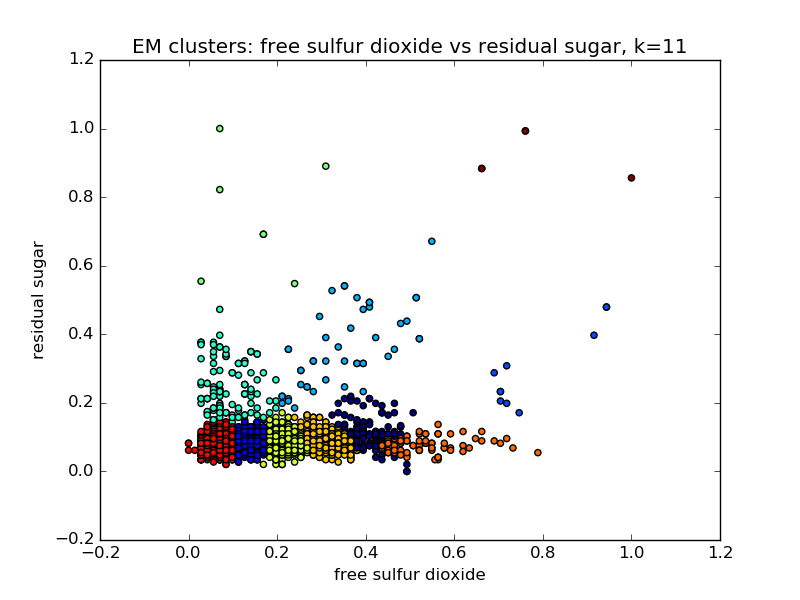 EM clusters: free sulfur dioxide vs residual sugar, k=11
1.2
1.0
0.8
0.6
0.4
0.2
0.0
−0.2
residual sugar
−0.2 0.0 0.2 0.4 0.6 0.8 1.0 1.2
free sulfur dioxide